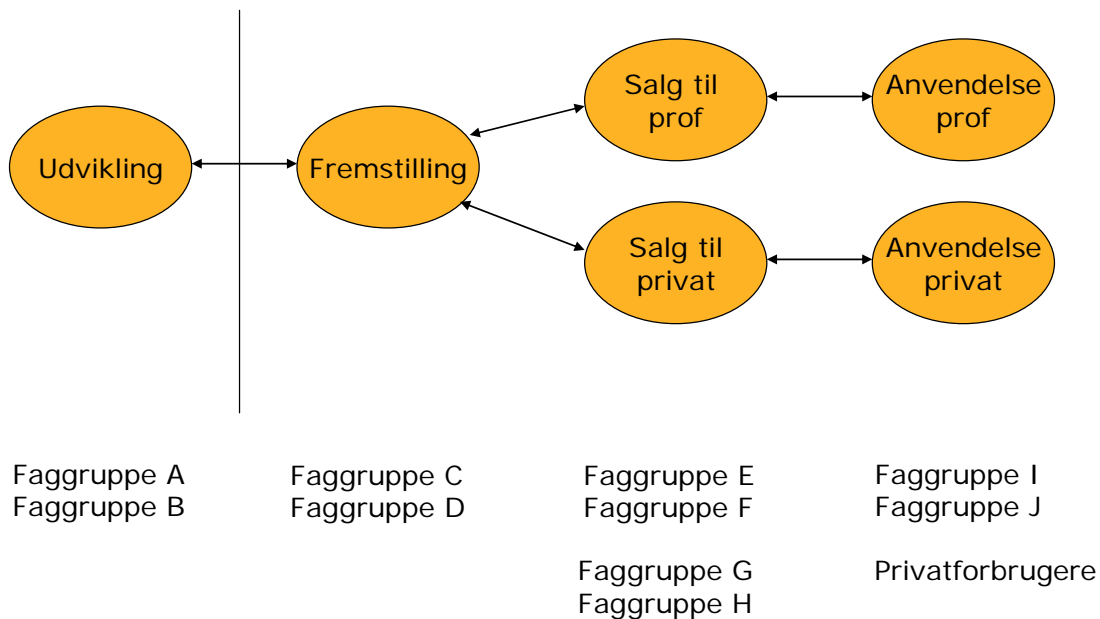 Udvikling
Fremstilling
Salg til
prof
Anvendelse
prof
Salg til
privat
Anvendelse
privat
Faggruppe A
Faggruppe B
Faggruppe C
Faggruppe D
Faggruppe E
Faggruppe F
Faggruppe G
Faggruppe H
Faggruppe I
Faggruppe J
Privatforbrugere